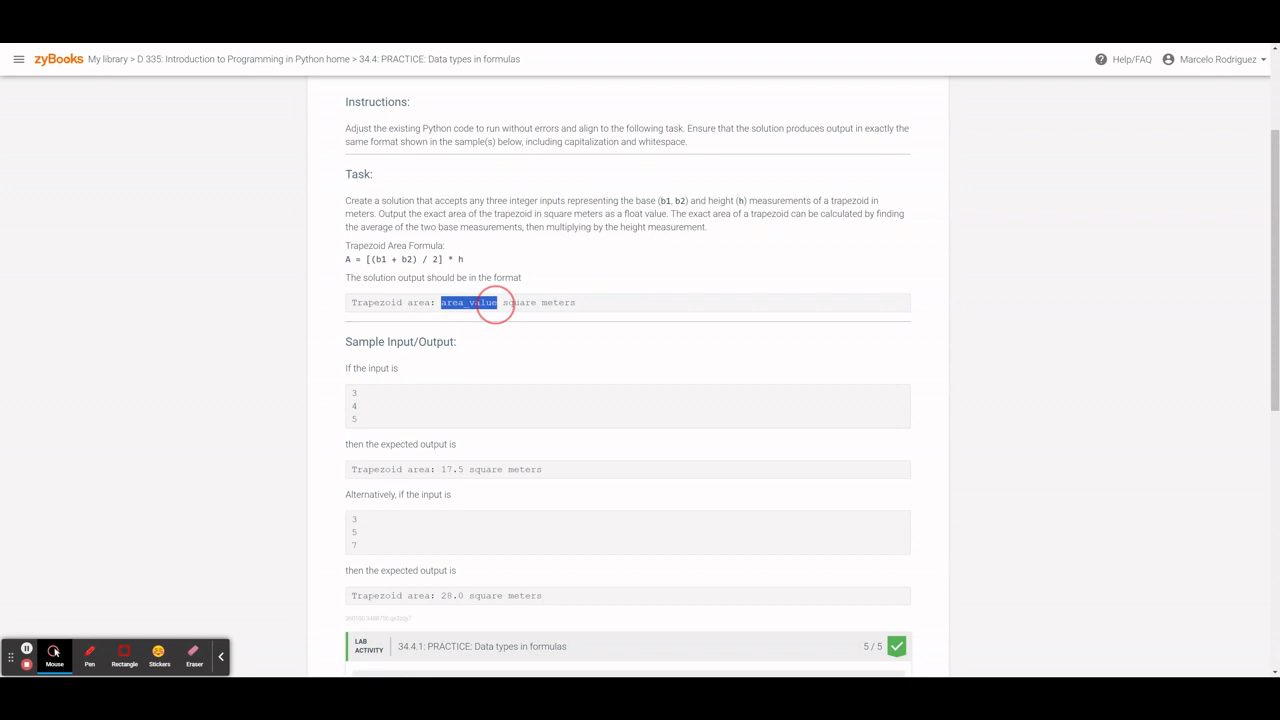 zyBooks My library > D 335: Introduction to Programming in Python home > 34.4: PRACTICE: Data types in formulas
Help/FAQ Marcelo Rodriguez
Instructions:
Adjust the existing Python code to run without errors and align to the following task. Ensure that the solution produces output in exactly the
same format shown in the sample(s) below, including capitalization and whitespace.
Task:
Create a solution that accepts any three integer inputs representing the base (b1, b2) and height (h) measurements of a trapezoid in
meters. Output the exact area of the trapezoid in square meters as a float value. The exact area of a trapezoid can be calculated by finding
the average of the two base measurements, then multiplying by the height measurement.
Trapezoid Area Formula:
A = [(b1 + b2) / 2] * h
The solution output should be in the format
Trapezoid area: area_value square meters
Sample Input/Output:
If the input is
3
4
5
then the expected output is
Trapezoid area: 17.5 square meters
Alternatively, if the input is
3
5
7
then the expected output is
Trapezoid area: 28.0 square meters
LAB
ACTIVITY
34.4.1: PRACTICE: Data types in formulas
5 / 5
Mouse Pen Rectangle Stickers Eraser